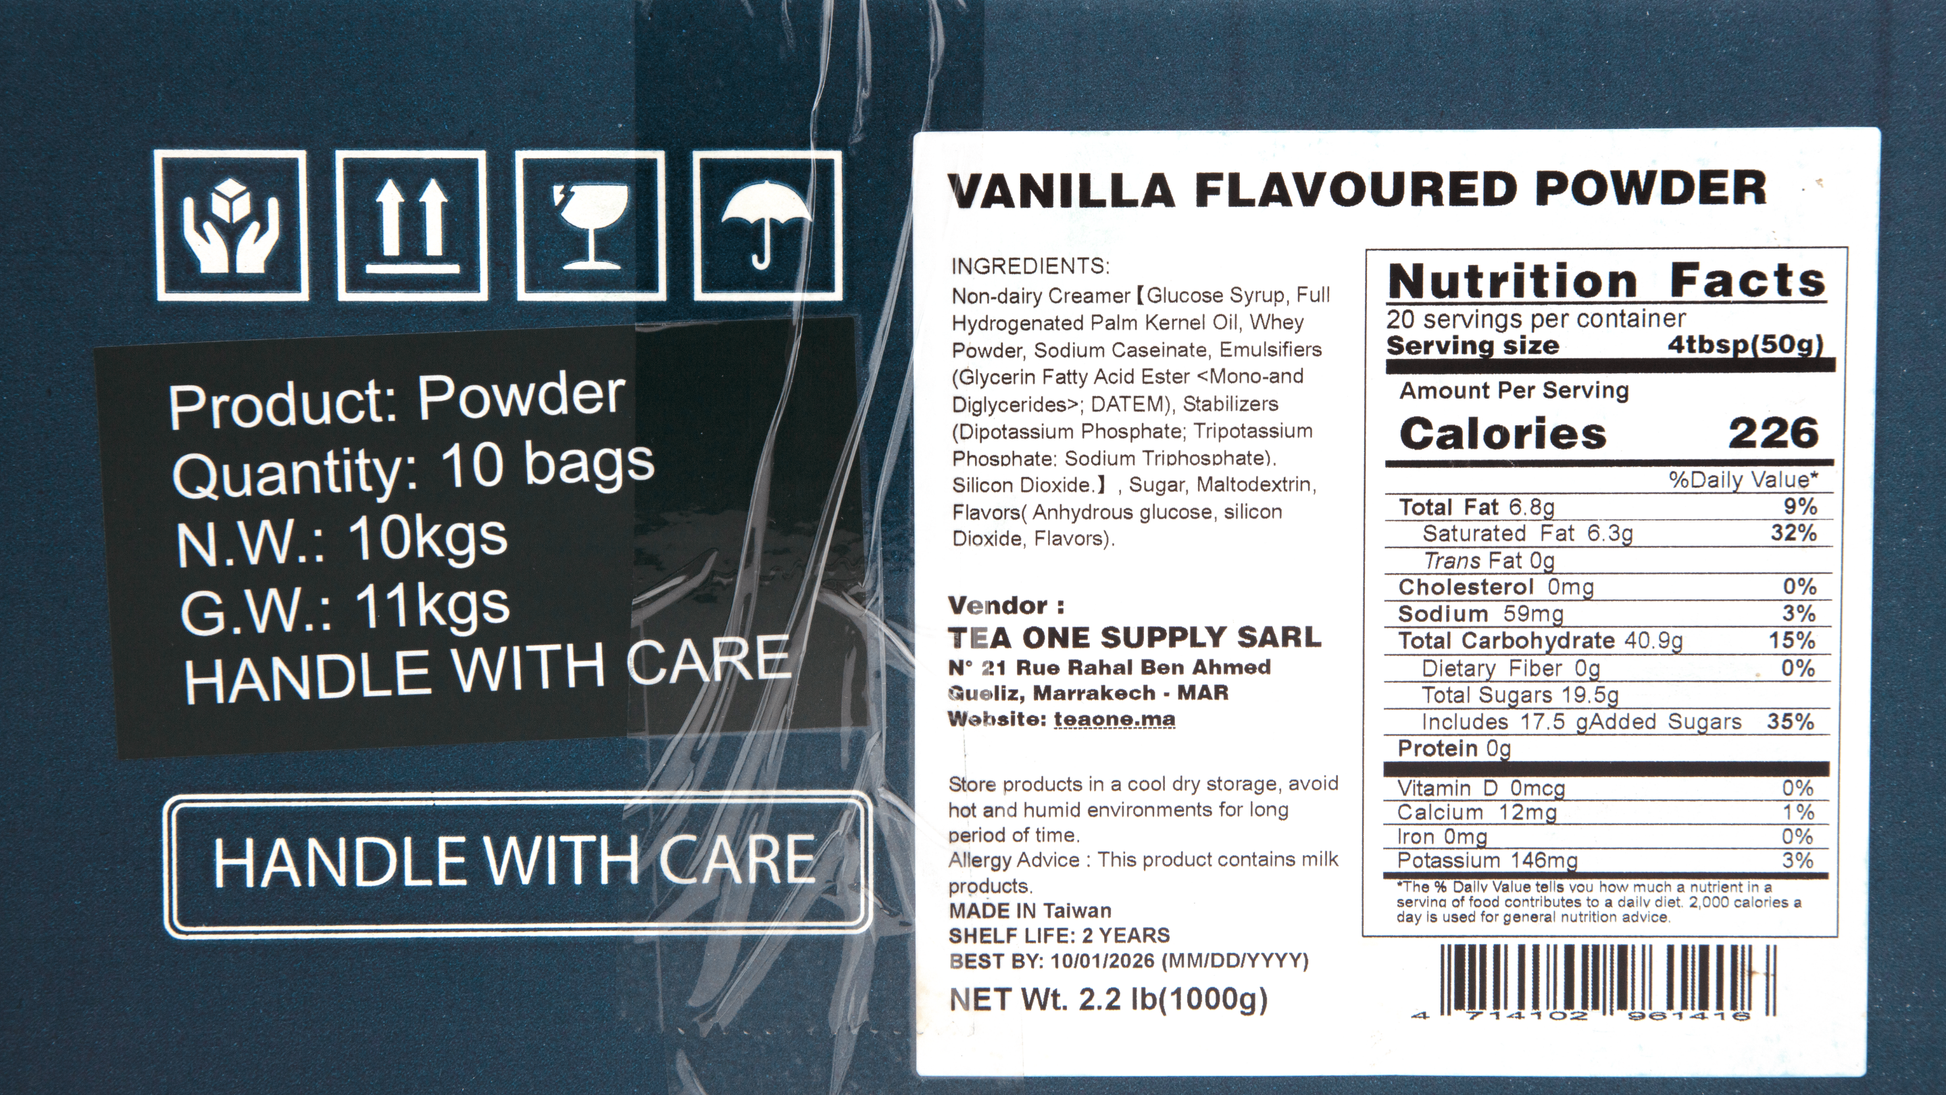 Product: Powder
Quantity: 10 bags
N.W.: 10kgs
G.W.: 11kgs
HANDLE WITH CARE
HANDLE WITH CARE
VANILLA FLAVOURED POWDER
INGREDIENTS:
Non-dairy Creamer【Glucose Syrup, Full
Hydrogenated Palm Kernel Oil, Whey
Powder, Sodium Caseinate, Emulsifiers
(Glycerin Fatty Acid Ester <Mono-and
Diglycerides>; DATEM), Stabilizers
(Dipotassium Phosphate; Tripotassium
Phosphate; Sodium Triphosphate),
Silicon Dioxide.】, Sugar, Maltodextrin,
Flavors( Anhydrous glucose, silicon
Dioxide, Flavors).
Vendor :
TEA ONE SUPPLY SARL
N° 21 Rue Rahal Ben Ahmed
Gueliz, Marrakech - MAR
Website: teaone.ma
Store products in a cool dry storage, avoid
hot and humid environments for long
period of time.
Allergy Advice : This product contains milk
products.
MADE IN Taiwan
SHELF LIFE: 2 YEARS
BEST BY: 10/01/2026 (MM/DD/YYYY)
NET Wt. 2.2 lb(1000g)
Nutrition Facts
20 servings per container
Serving size 4tbsp(50g)
Amount Per Serving
Calories 226
%Daily Value*
Total Fat 6.8g 9%
Saturated Fat 6.3g 32%
Trans Fat 0g
Cholesterol 0mg 0%
Sodium 59mg 3%
Total Carbohydrate 40.9g 15%
Dietary Fiber 0g 0%
Total Sugars 19.5g
Includes 17.5 gAdded Sugars 35%
Protein 0g
Vitamin D 0mcg 0%
Calcium 12mg 1%
Iron 0mg 0%
Potassium 146mg 3%
*The % Daily Value tells you how much a nutrient in a
serving of food contributes to a daily diet. 2,000 calories a
day is used for general nutrition advice.
4 714102 961416